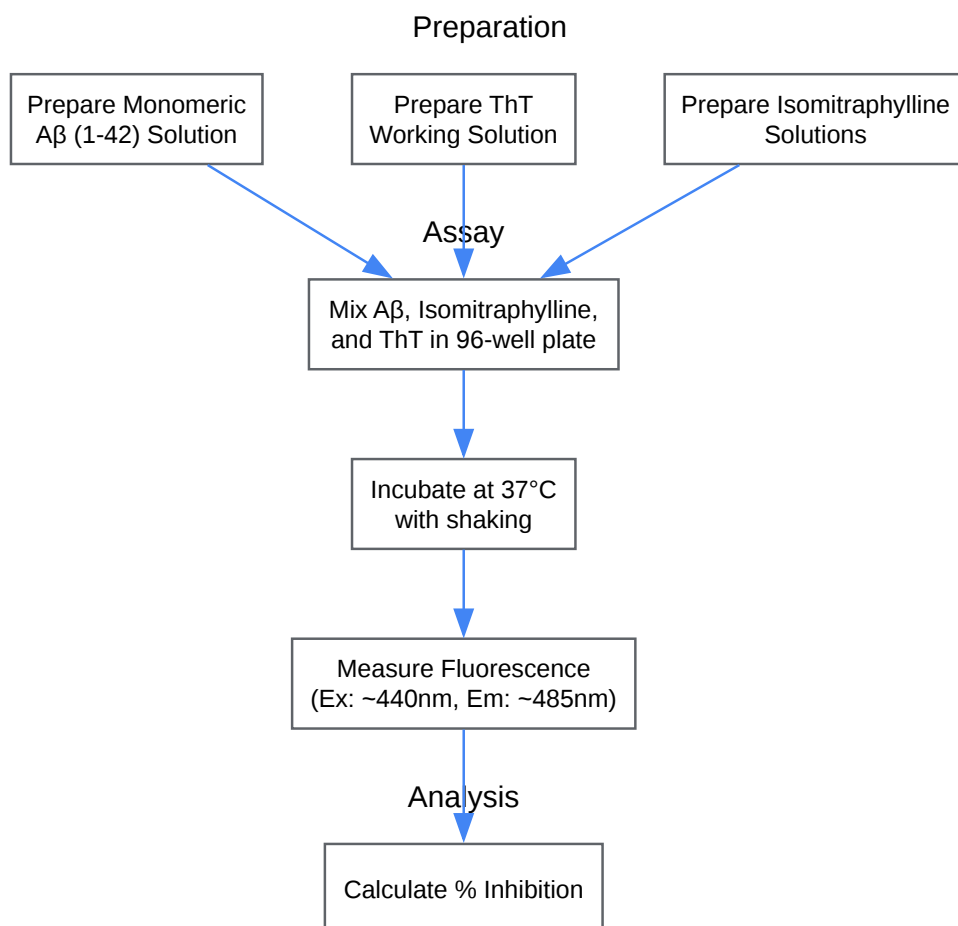 Preparation
Prepare Monomeric
Aβ (1-42) Solution
Prepare ThT
Working Solution
Prepare Isomitraphylline
Solutions
Assay
Mix Aβ, Isomitraphylline,
and ThT in 96-well plate
Incubate at 37°C
with shaking
Measure Fluorescence
(Ex: ~440nm, Em: ~485nm)
Analysis
Calculate % Inhibition